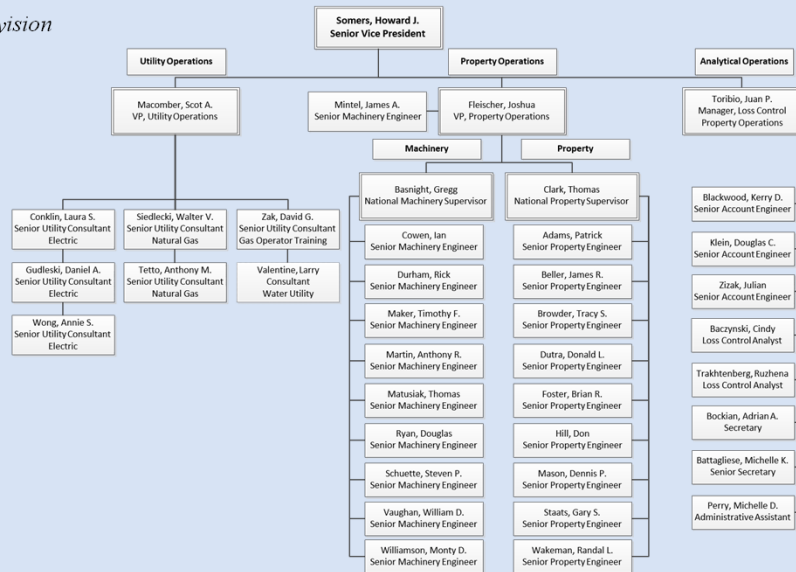 Somers, Howard J.
Senior Vice President
Utility Operations
Property Operations
Analytical Operations
Macomber, Scot A.
VP, Utility Operations
Mintel, James A.
Senior Machinery Engineer
Fleischer, Joshua
VP, Property Operations
Toribio, Juan P.
Manager, Loss Control
Property Operations
Machinery
Property
Basnight, Gregg
National Machinery Supervisor
Clark, Thomas
National Property Supervisor
Conklin, Laura S.
Senior Utility Consultant
Electric
Gudleski, Daniel A.
Senior Utility Consultant
Electric
Wong, Annie S.
Senior Utility Consultant
Electric
Siedlecki, Walter V.
Senior Utility Consultant
Natural Gas
Tetto, Anthony M.
Senior Utility Consultant
Natural Gas
Zak, David G.
Senior Utility Consultant
Gas Operator Training
Valentine, Larry
Consultant
Water Utility
Cowen, Ian
Senior Machinery Engineer
Durham, Rick
Senior Machinery Engineer
Maker, Timothy F.
Senior Machinery Engineer
Martin, Anthony R.
Senior Machinery Engineer
Matusiak, Thomas
Senior Machinery Engineer
Ryan, Douglas
Senior Machinery Engineer
Schuette, Steven P.
Senior Machinery Engineer
Vaughan, William D.
Senior Machinery Engineer
Williamson, Monty D.
Senior Machinery Engineer
Adams, Patrick
Senior Property Engineer
Beller, James R.
Senior Property Engineer
Browder, Tracy S.
Senior Property Engineer
Dutra, Donald L.
Senior Property Engineer
Foster, Brian R.
Senior Property Engineer
Hill, Don
Senior Property Engineer
Mason, Dennis P.
Senior Property Engineer
Staats, Gary S.
Senior Property Engineer
Wakeman, Randal L.
Senior Property Engineer
Blackwood, Kerry D.
Senior Account Engineer
Klein, Douglas C.
Senior Account Engineer
Zizak, Julian
Senior Account Engineer
Baczynski, Cindy
Loss Control Analyst
Trakhtenberg, Ruzhena
Loss Control Analyst
Bockian, Adrian A.
Secretary
Battagliese, Michelle K.
Senior Secretary
Perry, Michelle D.
Administrative Assistant